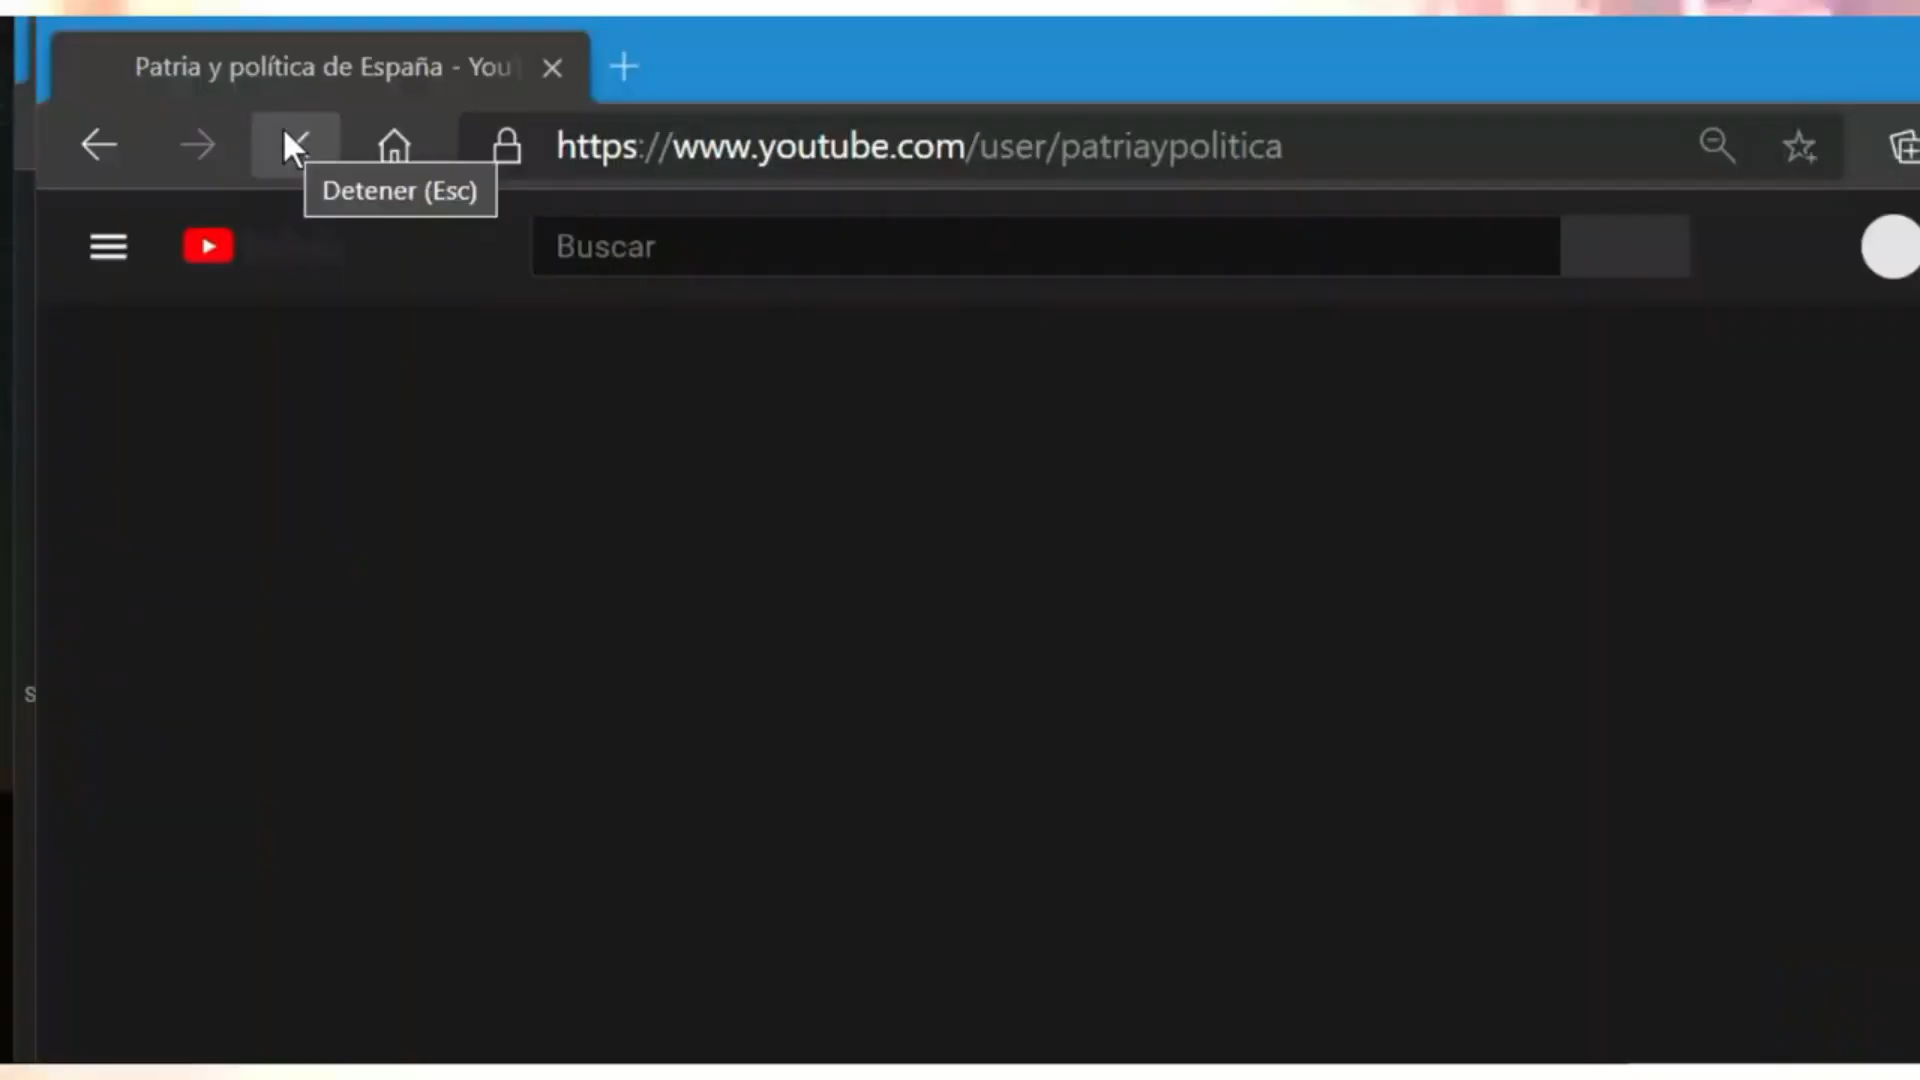 Patria y política de España - You
https://www.youtube.com/user/patriaypolitica
Detener (Esc)
Buscar
s